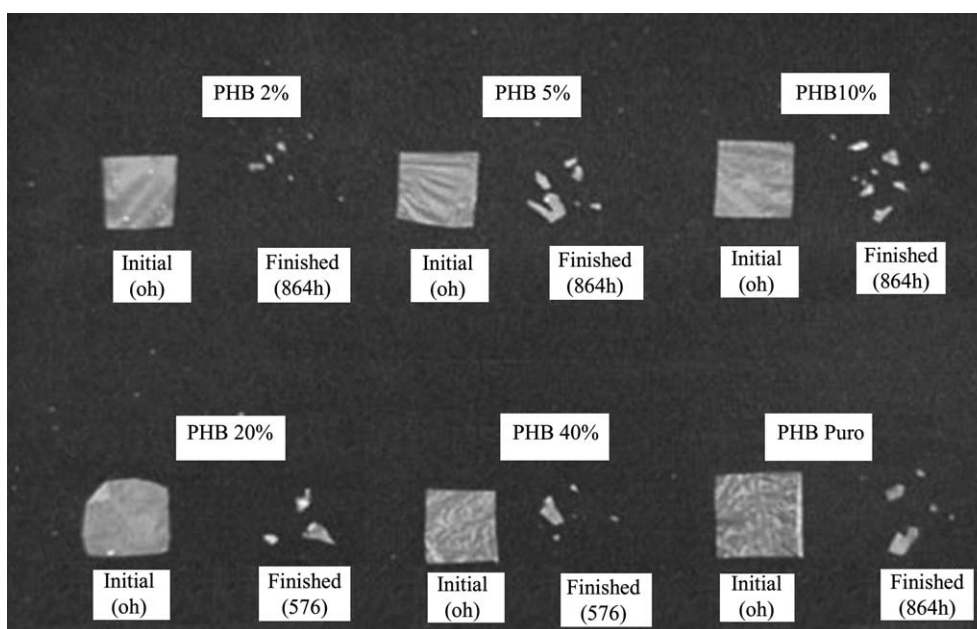 PHB 2%
PHB 5%
PHB10%
Initial
(oh)
Finished
(864h)
Initial
(oh)
Finished
(864h)
Initial
(oh)
Finished
(864h)
PHB 20%
PHB 40%
PHB Puro
Initial
(oh)
Finished
(576)
Initial
(oh)
Finished
(576)
Initial
(oh)
Finished
(864h)